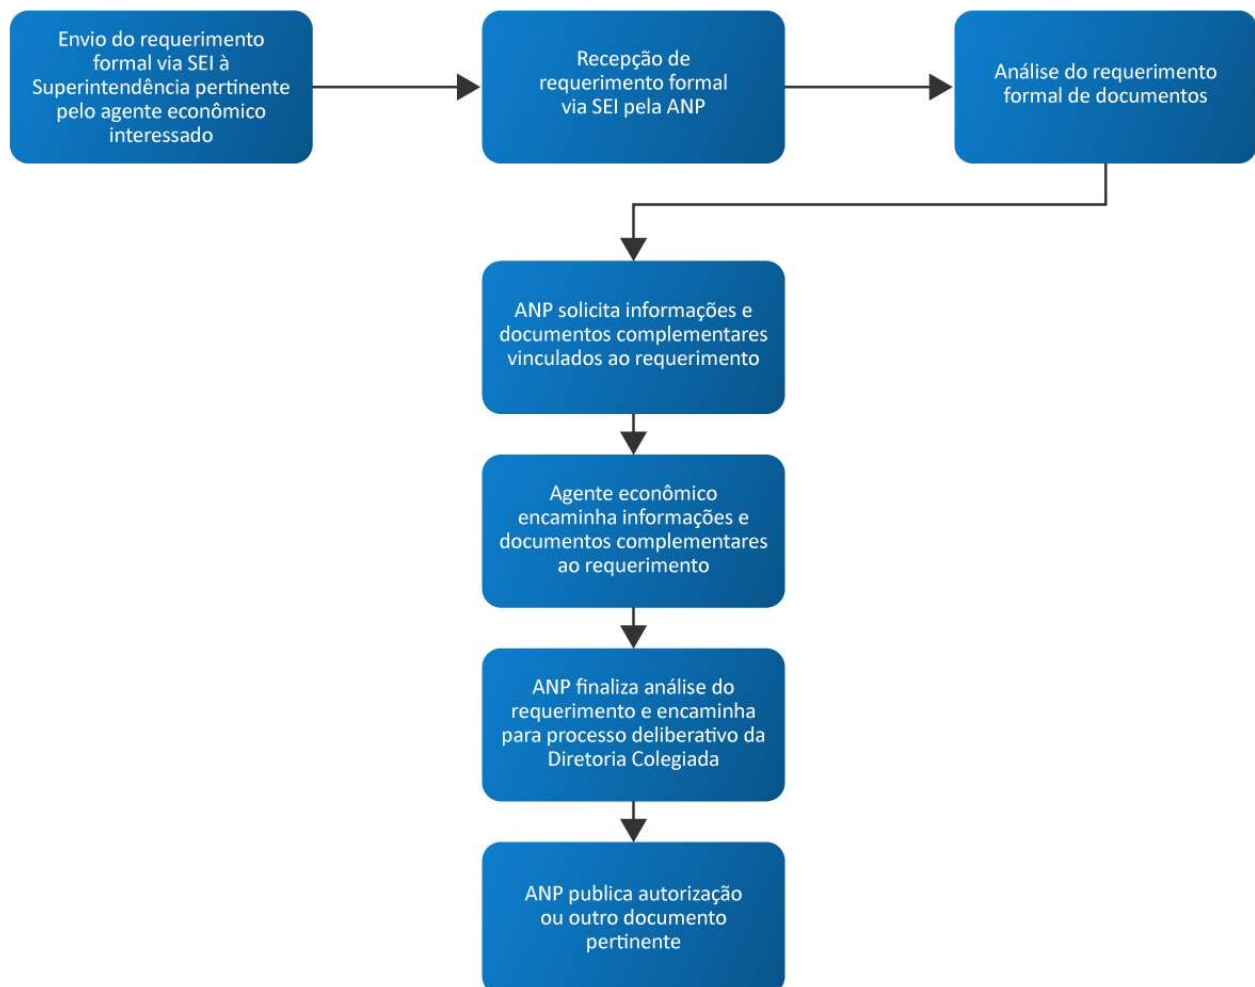 Envio do requerimento
formal via SEI à
Superintendência pertinente
pelo agente econômico
interessado
Recepção de
requerimento formal
via SEI pela ANP
Análise do requerimento
formal de documentos
ANP solicita informações e
documentos complementares
vinculados ao requerimento
Agente econômico
encaminha informações e
documentos complementares
ao requerimento
ANP finaliza análise do
requerimento e encaminha
para processo deliberativo da
Diretoria Colegiada
ANP publica autorização
ou outro documento
pertinente